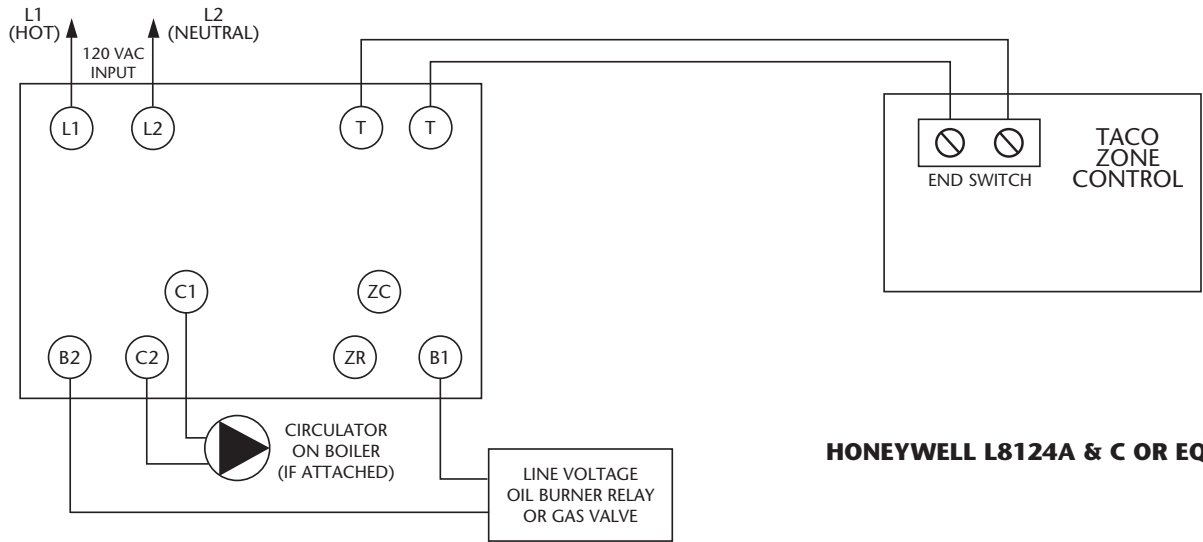 L1
(HOT)
L2
(NEUTRAL)
120 VAC
INPUT
L1
L2
T
T
TACO
ZONE
CONTROL
END SWITCH
C1
ZC
B2
C2
ZR
B1
CIRCULATOR
ON BOILER
(IF ATTACHED)
LINE VOLTAGE
OIL BURNER RELAY
OR GAS VALVE
HONEYWELL L8124A & C OR EQ